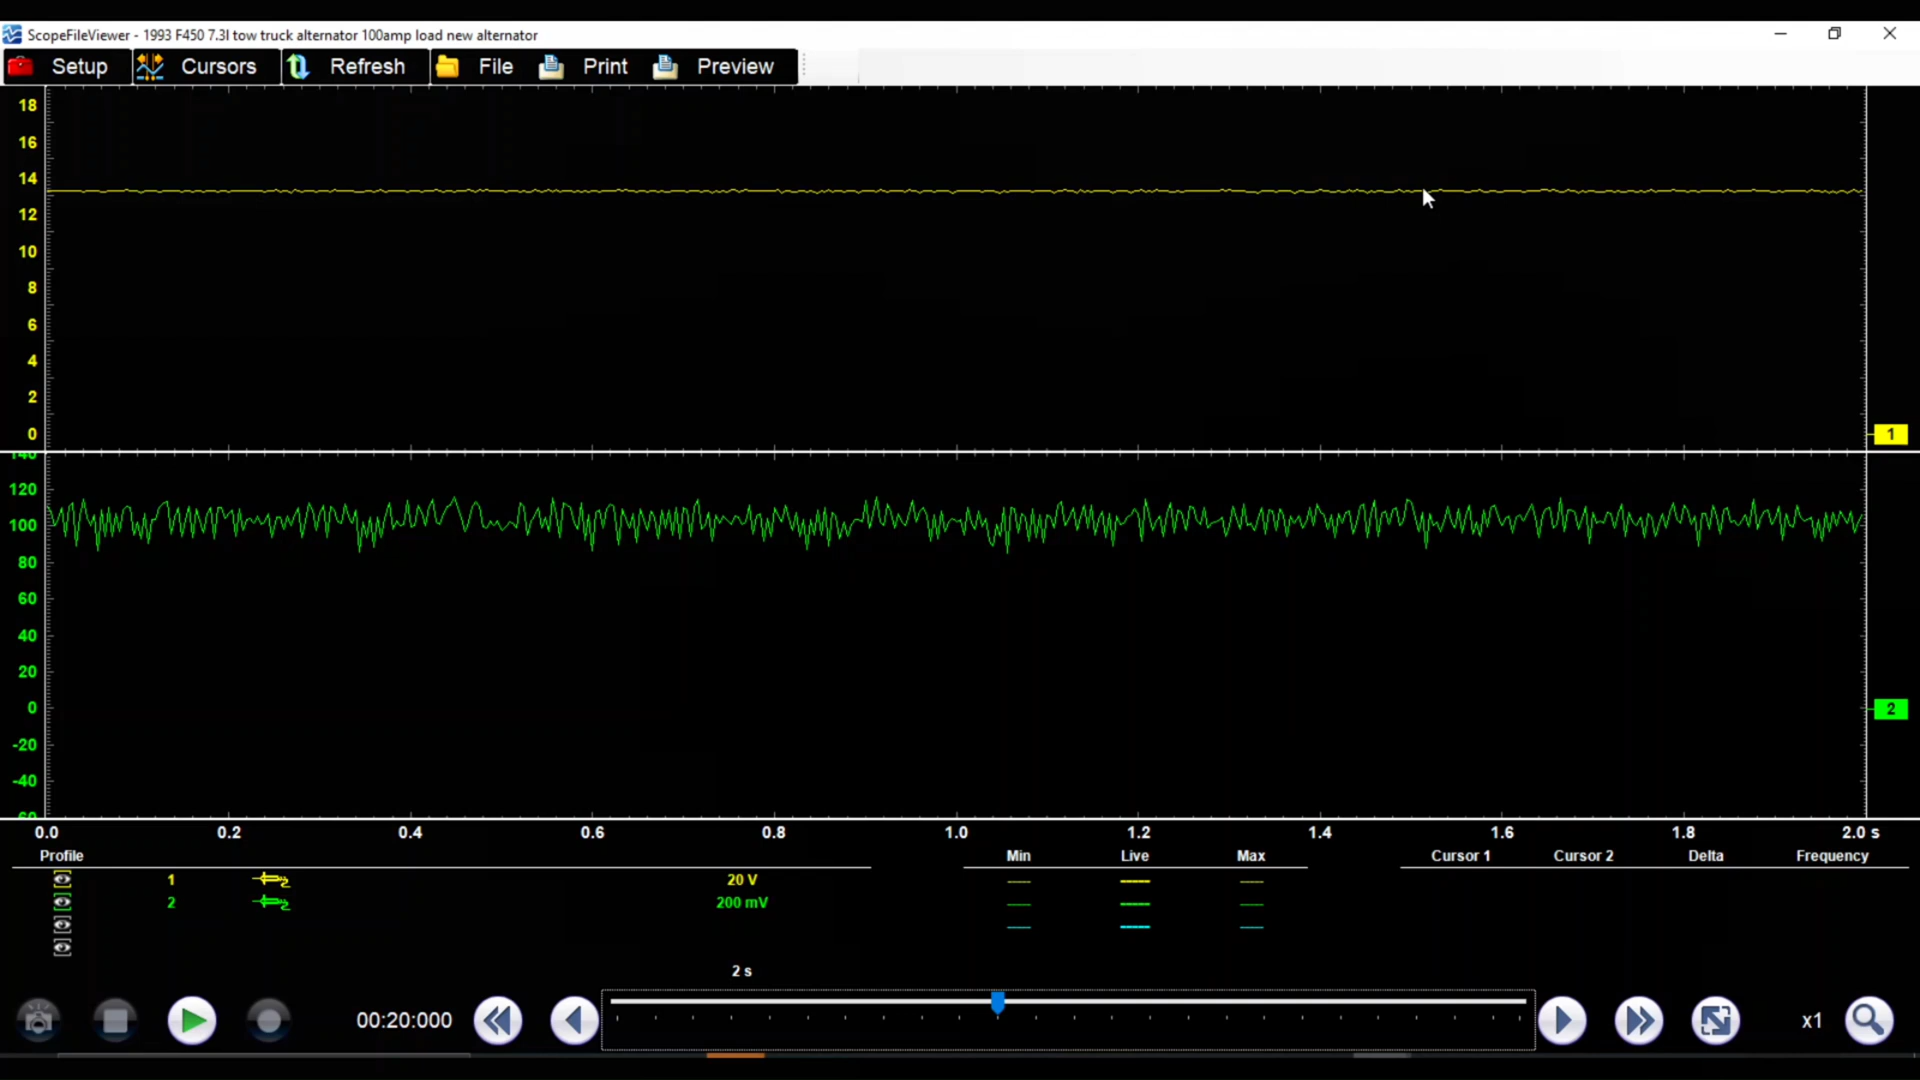 ScopeFileViewer - 1993 F450 7.3l tow truck alternator 100amp load new alternator
Setup Cursors Refresh File Print Preview
18
16
14
12
10
8
6
4
2
0
1
140
120
100
80
60
40
20
0
2
-20
-40
-60
0.0 0.2 0.4 0.6 0.8 1.0 1.2 1.4 1.6 1.8 2.0 s
Profile Min Live Max Cursor 1 Cursor 2 Delta Frequency
1 20 V
2 200 mV
2 s
00:20:000 x1